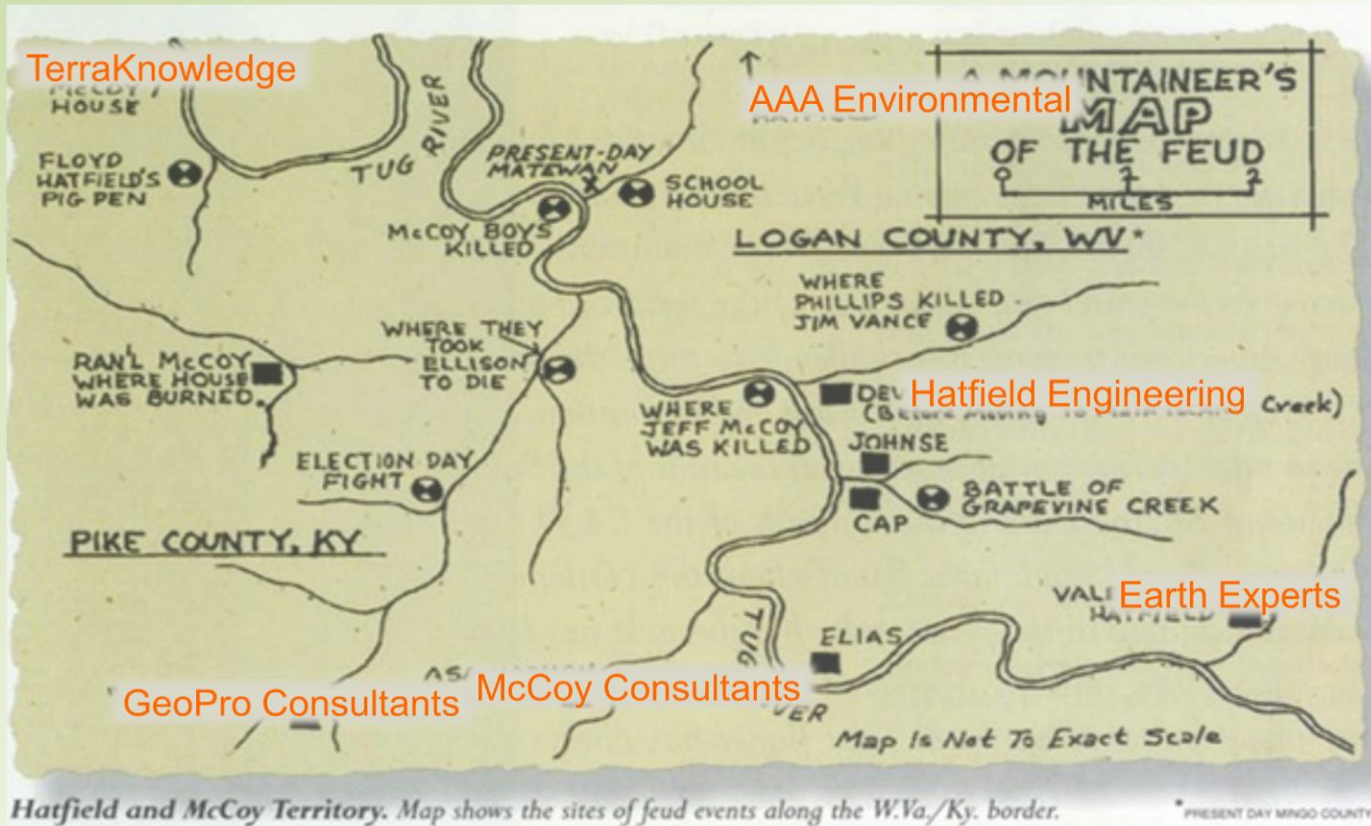 TerraKnowledge
HOUSE
FLOYD
HATFIELD'S
PIG PEN
TUG
RIVER
PRESENT-DAY
MATEWAN
SCHOOL
HOUSE
McCOY BOYS
KILLED
AAA Environmental
MOUNTAINEER'S
MAP
OF THE FEUD
0 1 2
MILES
LOGAN COUNTY, WV*
WHERE
PHILLIPS KILLED
JIM VANCE
WHERE THEY
TOOK
ELLISON
TO DIE
RAN'L McCOY
WHERE HOUSE
WAS BURNED.
WHERE
JEFF McCOY
WAS KILLED
Hatfield Engineering
Creek)
JOHNSE
CAP
BATTLE OF
GRAPEVINE CREEK
ELECTION DAY
FIGHT
PIKE COUNTY, KY
Earth Experts
HATFIELD
TUG
ELIAS
GeoPro Consultants
McCoy Consultants
Map Is Not To Exact Scale
Hatfield and McCoy Territory. Map shows the sites of feud events along the W.Va./Ky. border.
*PRESENT DAY MINGO COUNTY